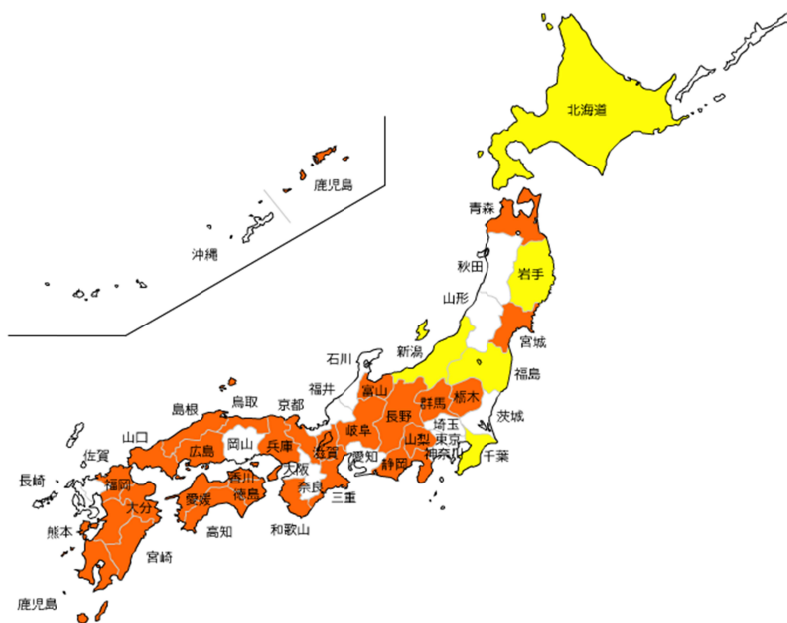 北海道
鹿児島
青森
沖縄
秋田
岩手
山形
宮城
石川
新潟
福島
福井
富山
群馬
栃木
鳥取
京都
長野
島根
茨城
埼玉
岐阜
山梨
東京
山口
岡山
兵庫
滋賀
広島
佐賀
神奈川
千葉
愛知
静岡
大阪
長崎
福岡
香川
奈良
愛媛
徳島
三重
大分
熊本
高知
和歌山
宮崎
鹿児島